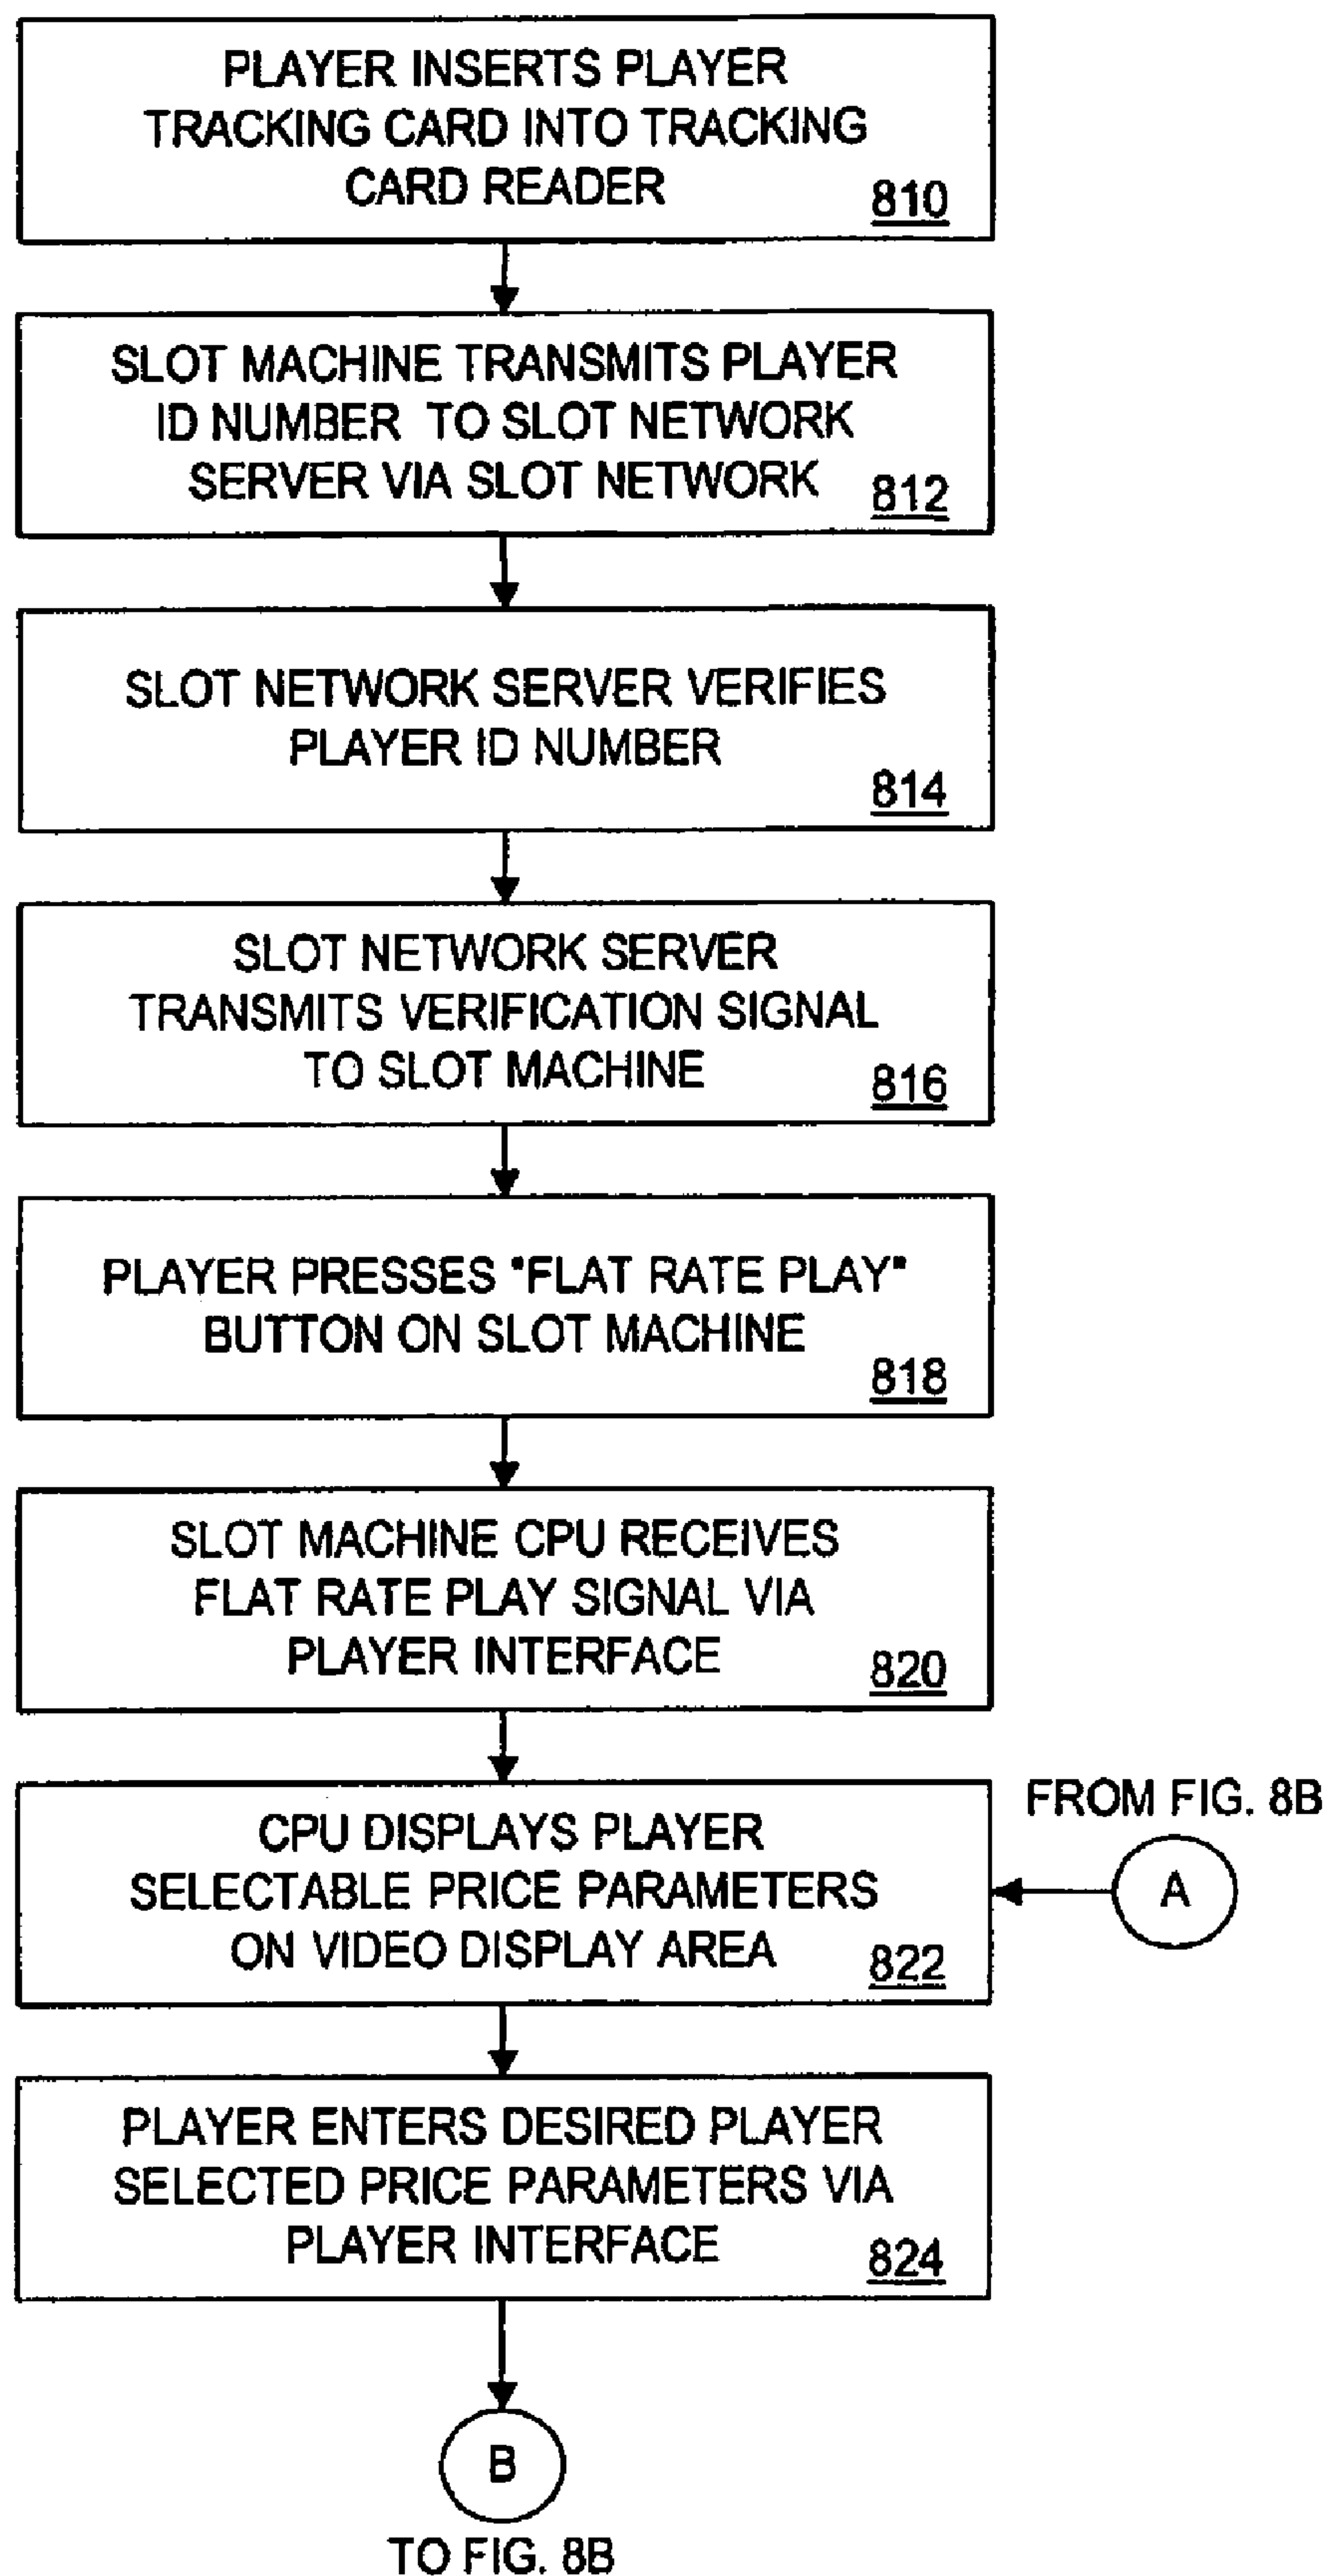 PLAYER INSERTS PLAYER
TRACKING CARD INTO TRACKING
CARD READER
810
SLOT MACHINE TRANSMITS PLAYER
ID NUMBER TO SLOT NETWORK
SERVER VIA SLOT NETWORK
812
SLOT NETWORK SERVER VERIFIES
PLAYER ID NUMBER
814
SLOT NETWORK SERVER
TRANSMITS VERIFICATION SIGNAL
TO SLOT MACHINE
816
PLAYER PRESSES "FLAT RATE PLAY"
BUTTON ON SLOT MACHINE
818
SLOT MACHINE CPU RECEIVES
FLAT RATE PLAY SIGNAL VIA
PLAYER INTERFACE
820
FROM FIG. 8B
A
CPU DISPLAYS PLAYER
SELECTABLE PRICE PARAMETERS
ON VIDEO DISPLAY AREA
822
PLAYER ENTERS DESIRED PLAYER
SELECTED PRICE PARAMETERS VIA
PLAYER INTERFACE
824
B
TO FIG. 8B